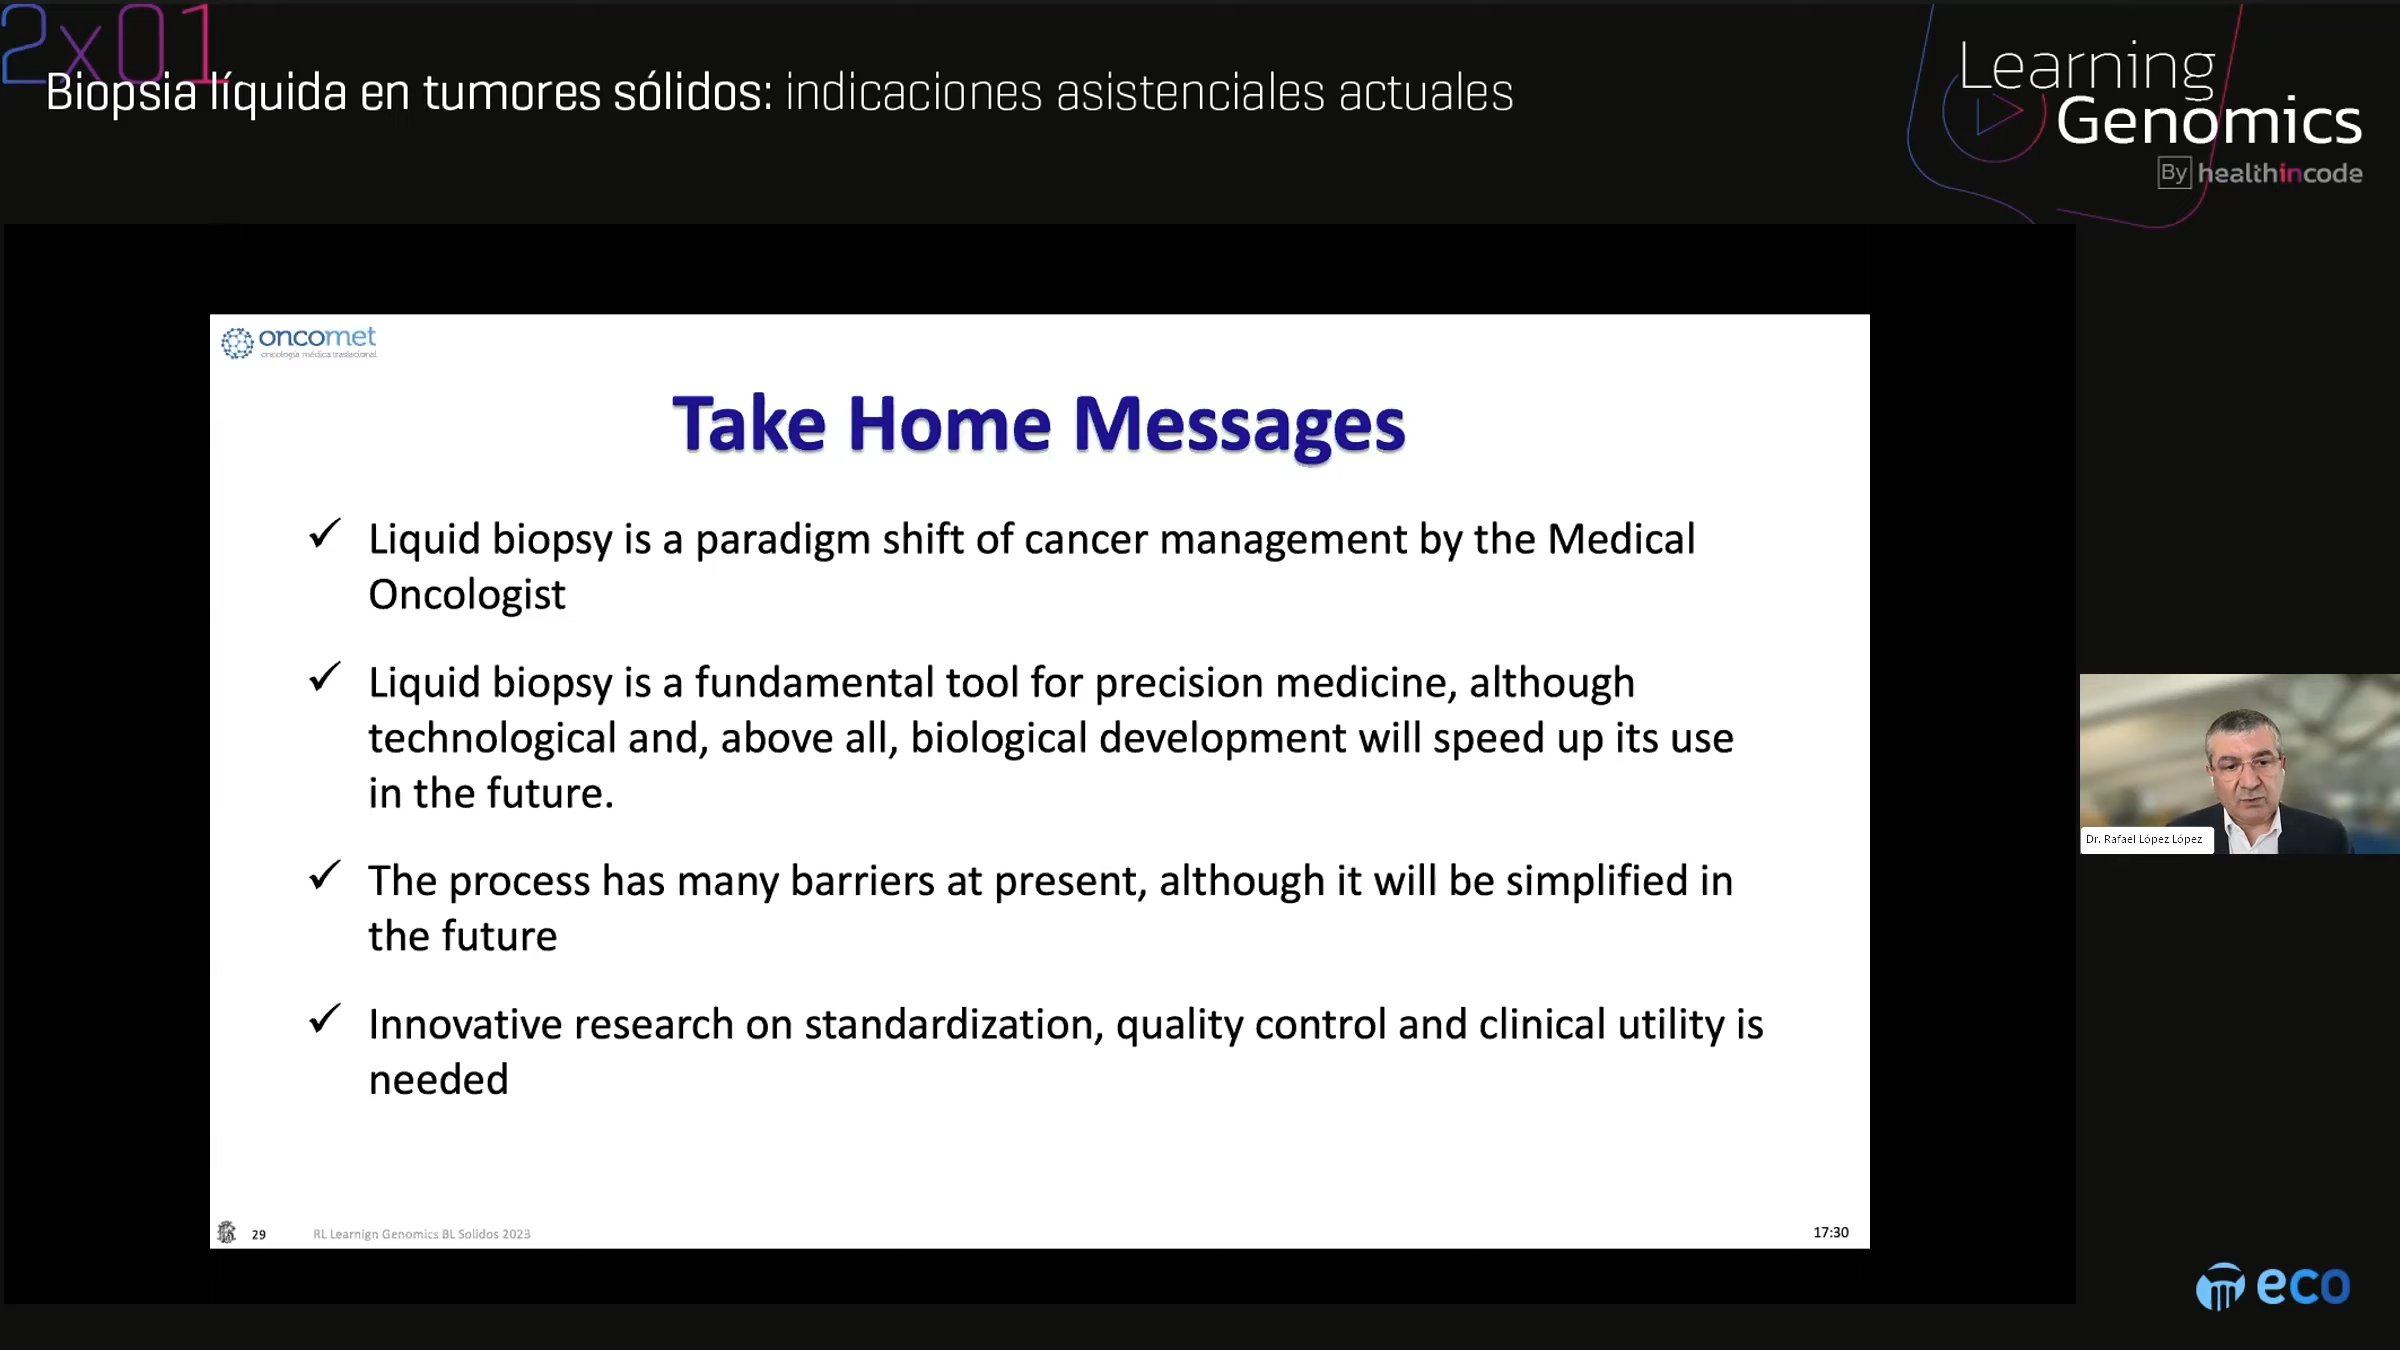 2x01
Biopsia líquida en tumores sólidos: indicaciones asistenciales actuales
Learning
Genomics
By healthincode
oncomet
oncología médica traslacional
Take Home Messages
✓ Liquid biopsy is a paradigm shift of cancer management by the Medical
Oncologist
✓ Liquid biopsy is a fundamental tool for precision medicine, although
technological and, above all, biological development will speed up its use
in the future.
✓ The process has many barriers at present, although it will be simplified in
the future
✓ Innovative research on standardization, quality control and clinical utility is
needed
Dr. Rafael López López
29 RL Learnign Genomics BL Solidos 2023 17:30
eco